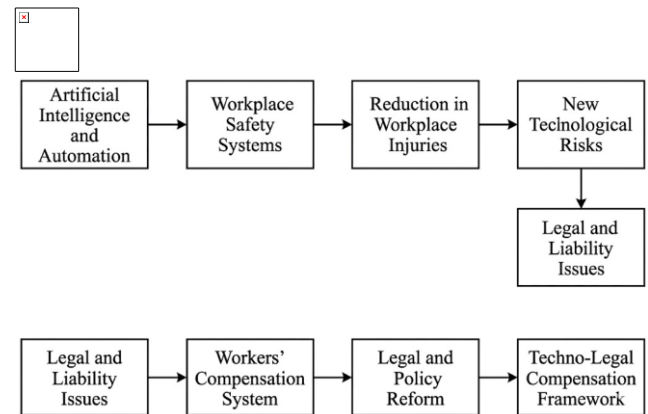 Artificial
Intelligence
and
Automation
Workplace
Safety
Systems
Reduction in
Workplace
Injuries
New
Teclnological
Risks
Legal and
Liability
Issues
Legal and
Liability
Issues
Workers'
Compensation
System
Legal and
Policy
Reform
Techno-Legal
Compensation
Framework